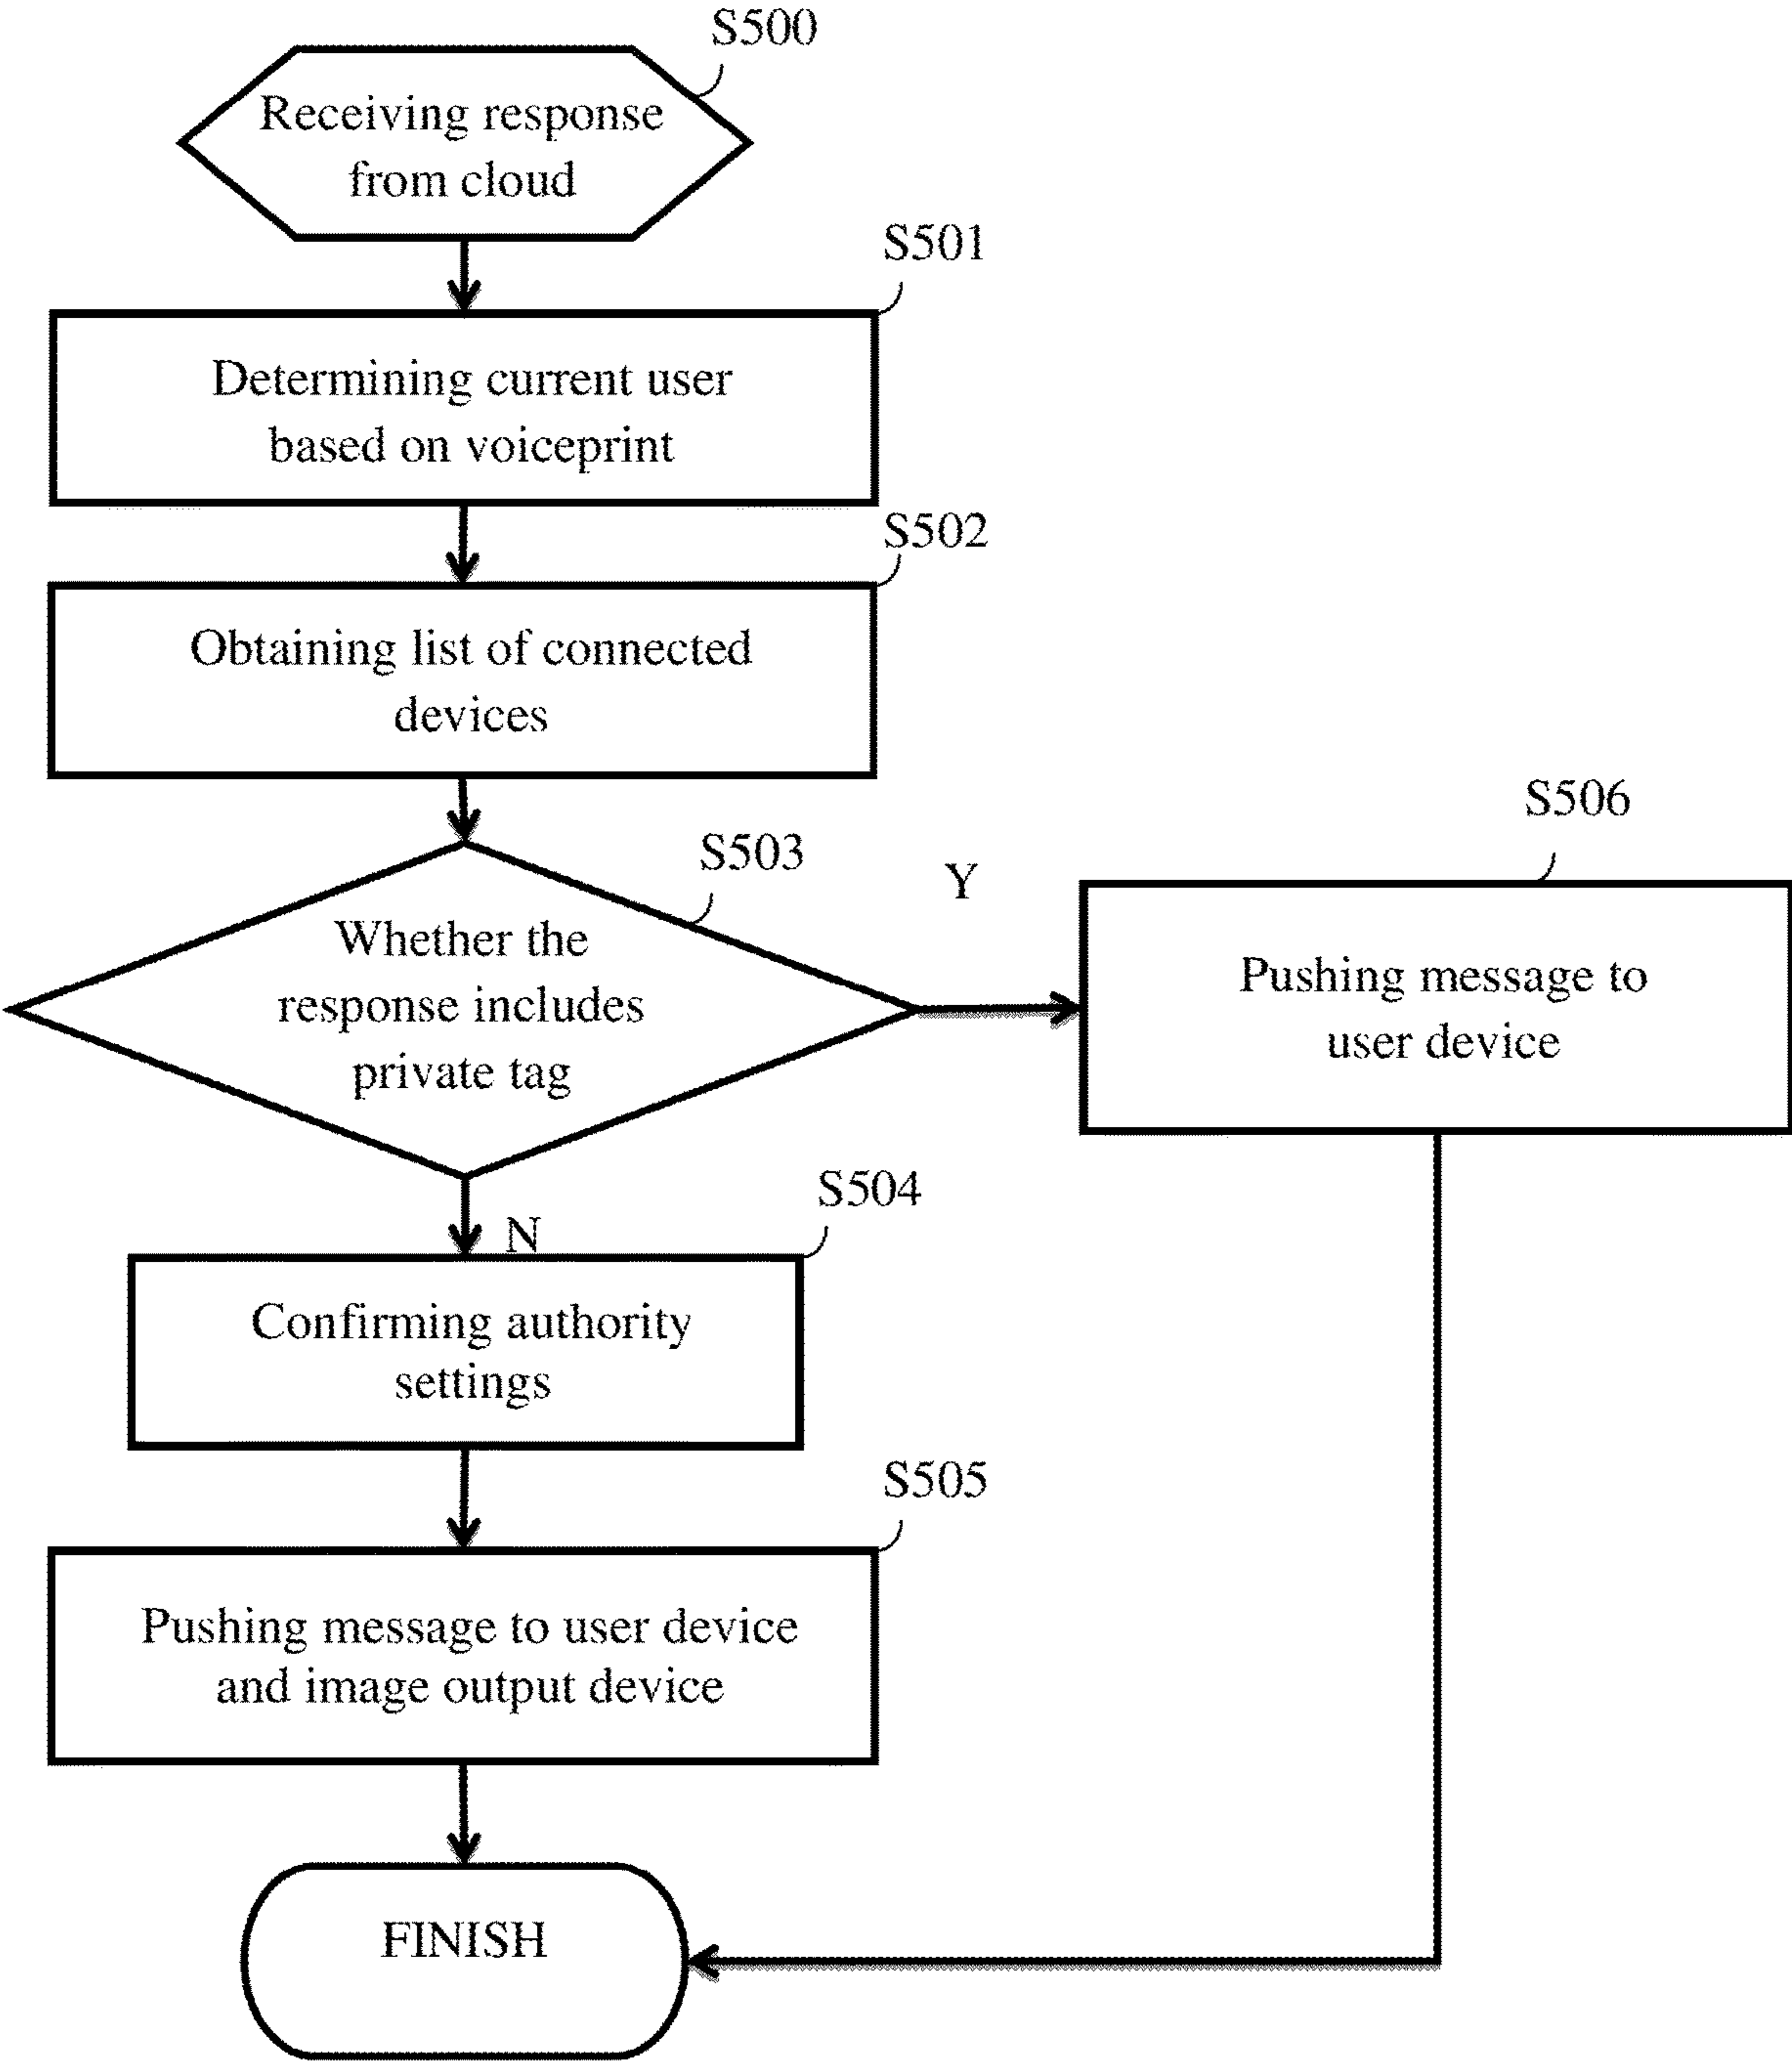 S500
Receiving response
from cloud
S501
Determining current user
based on voiceprint
S502
Obtaining list of connected
devices
S503
Whether the
response includes
private tag
Y
S506
Pushing message to
user device
N
S504
Confirming authority
settings
S505
Pushing message to user device
and image output device
FINISH